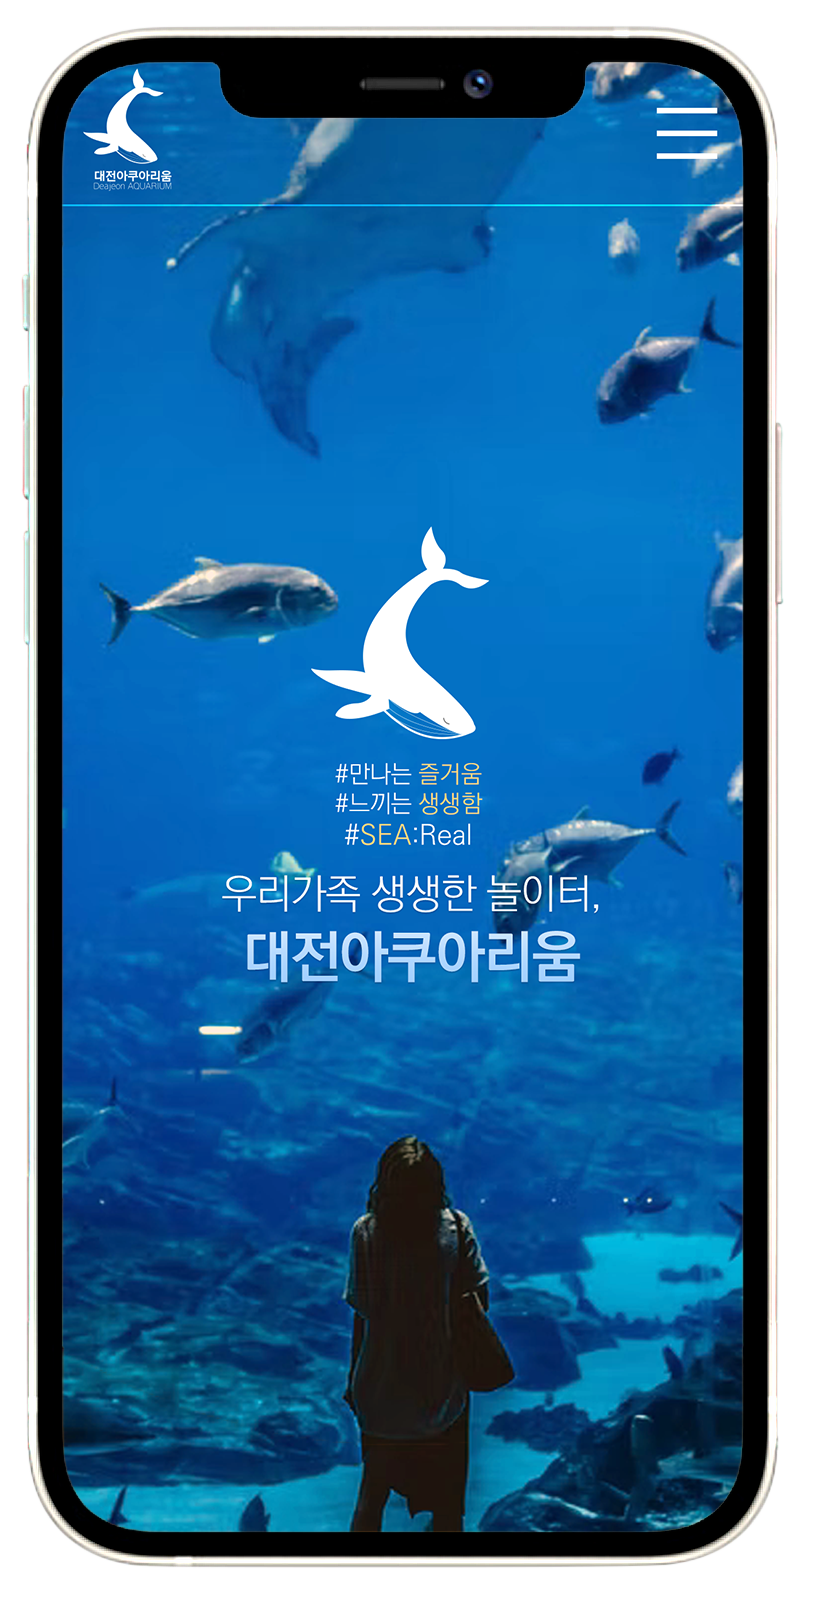 대전아쿠아리움
Deajeon AQUARIUM
#만나는 즐거움
#느끼는 생생함
#SEA:Real
우리가족 생생한 놀이터,
대전아쿠아리움